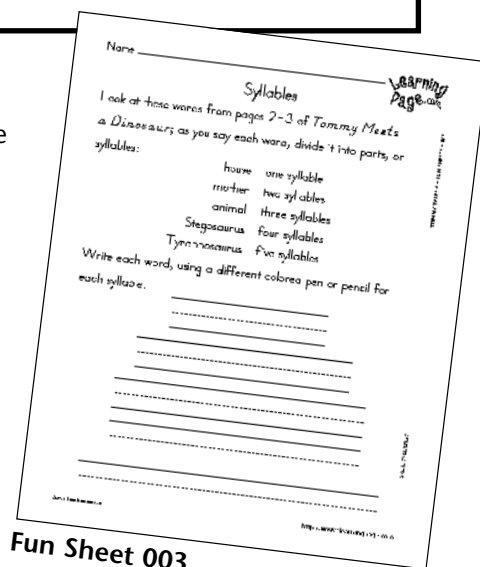 e
Name
Learning
Page.com
Syllables
Look at these words from pages 2-3 of Tommy Meets
a Dinosaur; as you say each word, divide it into parts, or
syllables:
house one syllable
mother two syllables
animal three syllables
Stegosaurus four syllables
Tyrannosaurus five syllables
Write each word, using a different colored pen or pencil for
each syllable.
Fun Sheet 003